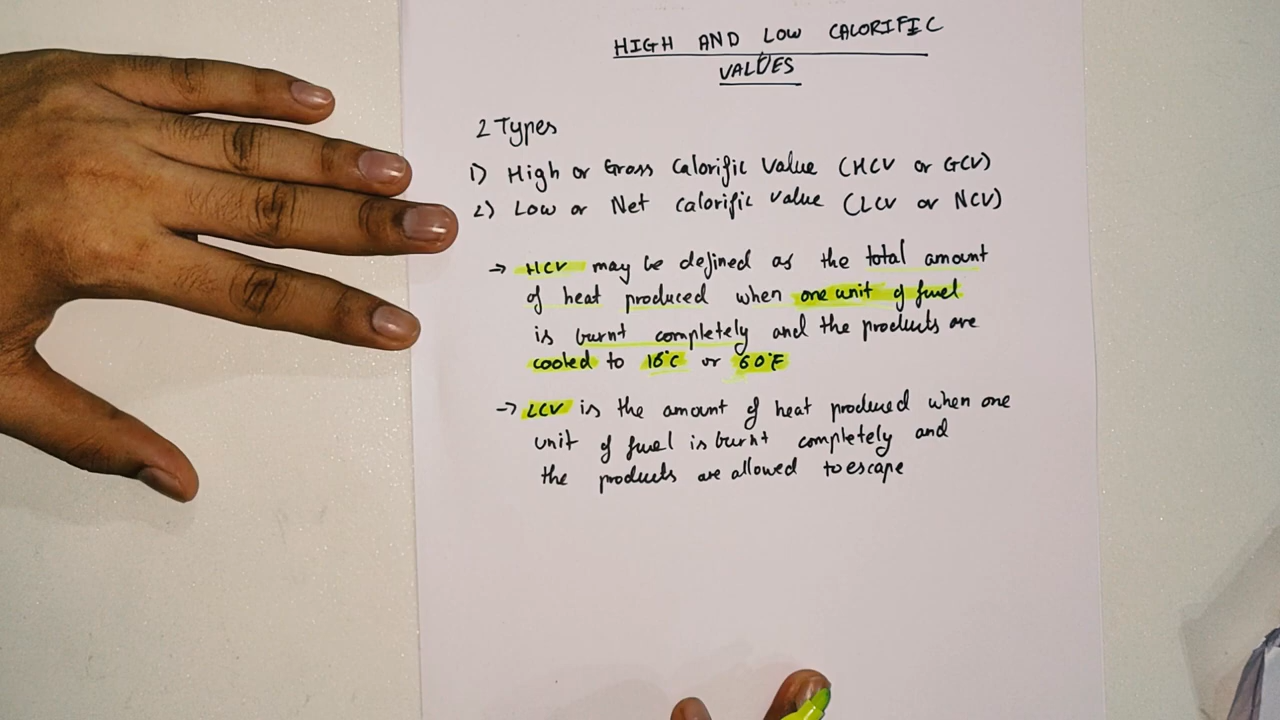 HIGH AND LOW CALORIFIC
VALUES
2 Types
1) High or Gross Calorific Value (HCV or GCV)
2) Low or Net calorific value (LCV or NCV)
→ HCV may be defined as the total amount
of heat produced when one unit of fuel
is burnt completely and the products are
cooled to 16°C or 60°F
→ LCV is the amount of heat produced when one
unit of fuel is burnt completely and
the products are allowed to escape